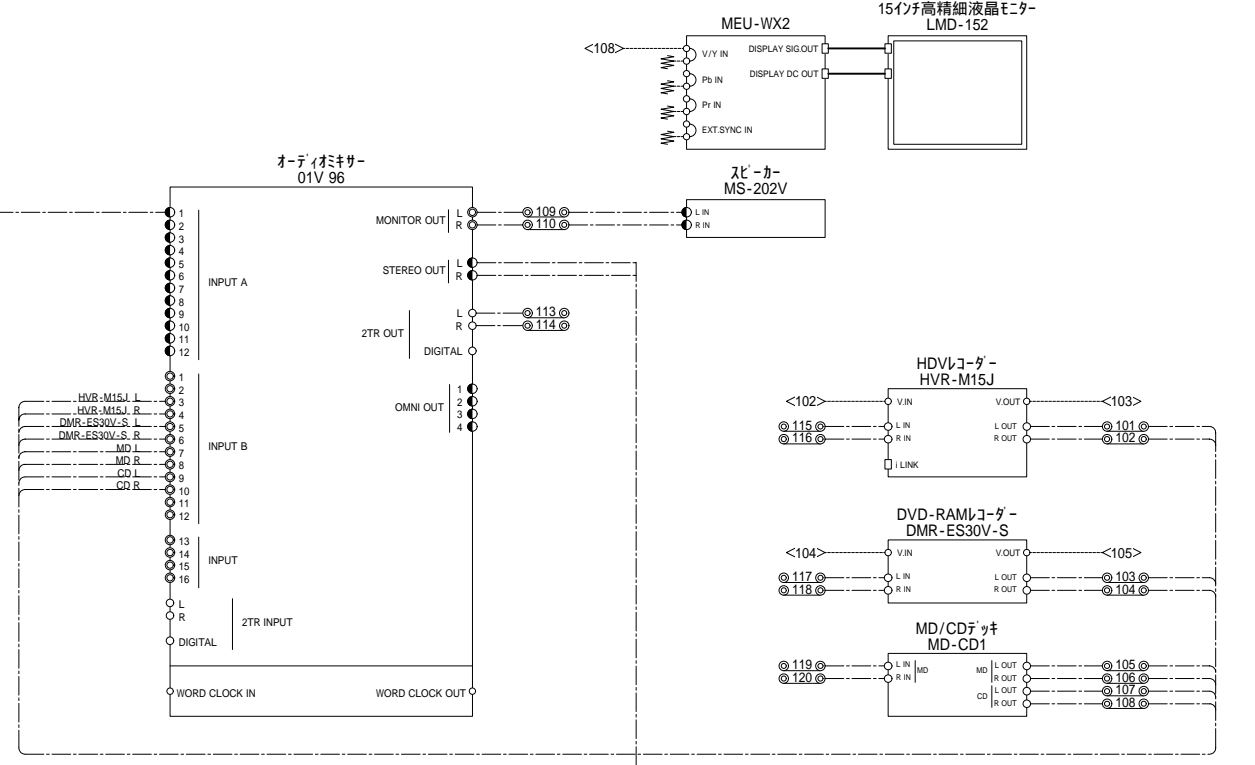 15インチ高精細液晶モニター
LMD-152
MEU-WX2
<108>
V/Y IN
DISPLAY SIG.OUT
Pb IN
DISPLAY DC OUT
Pr IN
EXT.SYNC IN
オーディオミキサー
01V 96
スピーカー
MS-202V
1
2
3
4
5
6
7
8
9
10
11
12
INPUT A
MONITOR OUT
L
R
109
110
L IN
R IN
STEREO OUT
L
R
2TR OUT
L
R
113
114
DIGITAL
OMNI OUT
1
2
3
4
HVR-M15J L
HVR-M15J R
DMR-ES30V-S L
DMR-ES30V-S R
MD L
MD R
CD L
CD R
1
2
3
4
5
6
7
8
9
10
11
12
INPUT B
13
14
15
16
INPUT
L
R
2TR INPUT
DIGITAL
WORD CLOCK IN
WORD CLOCK OUT
HDVレコーダー
HVR-M15J
<102>
V.IN
V.OUT
<103>
115
L IN
L OUT
101
116
R IN
R OUT
102
i LINK
DVD-RAMレコーダー
DMR-ES30V-S
<104>
V.IN
V.OUT
<105>
117
L IN
L OUT
103
118
R IN
R OUT
104
MD/CDデッキ
MD-CD1
119
L IN
120
R IN
MD
MD
L OUT
105
R OUT
106
CD
L OUT
107
R OUT
108